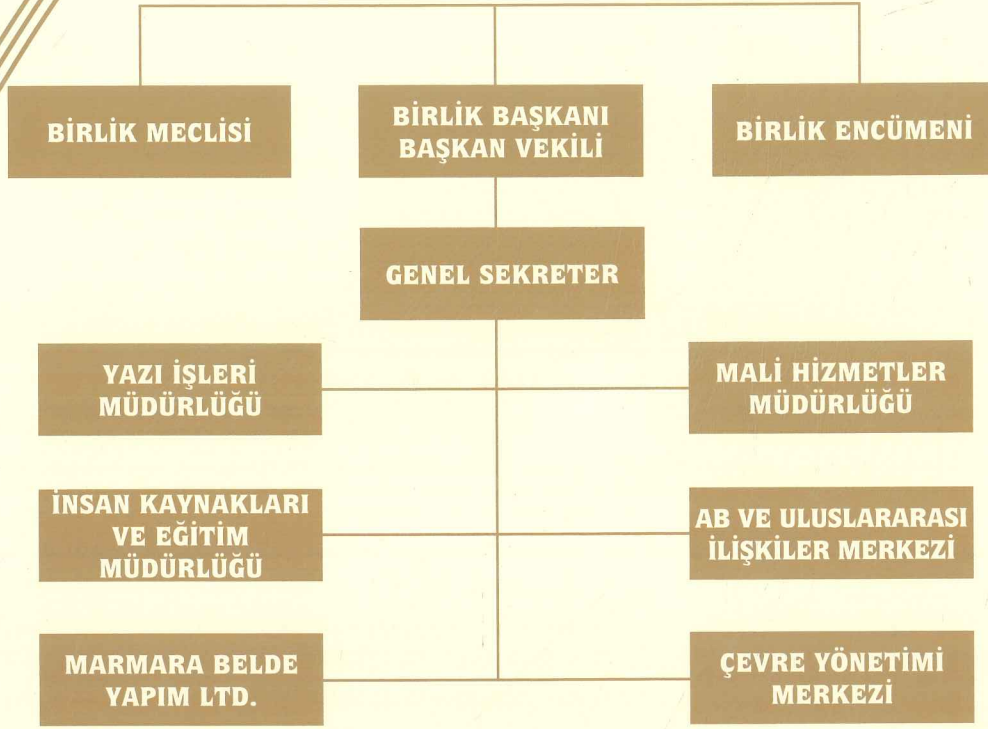 BİRLİK MECLİSİ
BİRLİK BAŞKANI
BAŞKAN VEKİLİ
BİRLİK ENCÜMENİ
GENEL SEKRETER
YAZI İŞLERİ
MÜDÜRLÜĞÜ
MALİ HİZMETLER
MÜDÜRLÜĞÜ
İNSAN KAYNAKLARI
VE EĞİTİM
MÜDÜRLÜĞÜ
AB VE ULUSLARARASI
İLİŞKİLER MERKEZİ
MARMARA BELDE
YAPIM LTD.
ÇEVRE YÖNETİMİ
MERKEZİ